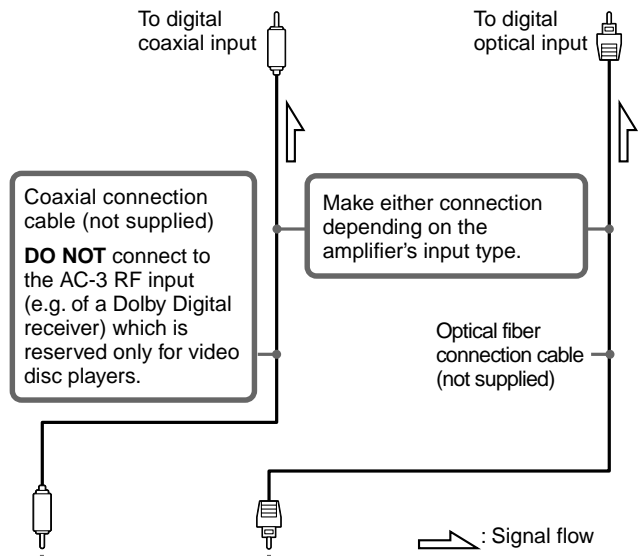 To digital
coaxial input
To digital
optical input
Coaxial connection
cable (not supplied)
DO NOT connect to
the AC-3 RF input
(e.g. of a Dolby Digital
receiver) which is
reserved only for video
disc players.
Make either connection
depending on the
amplifier's input type.
Optical fiber
connection cable
(not supplied)
: Signal flow